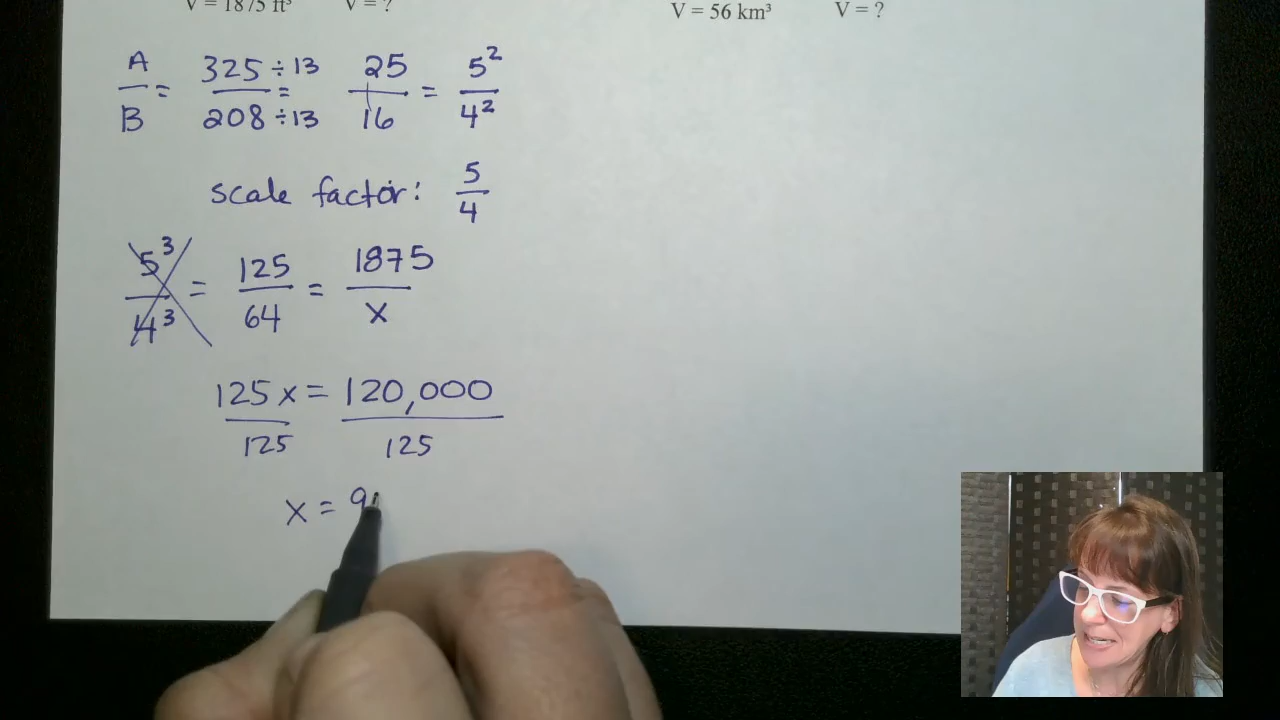 V = 1875 ft³ V = ?
V = 56 km³ V = ?
A/B = 325 ÷ 13 / 208 ÷ 13 = 25/16 = 5²/4²
scale factor: 5/4
5³/4³ = 125/64 = 1875/x
125x = 120,000
125 125
x = 9